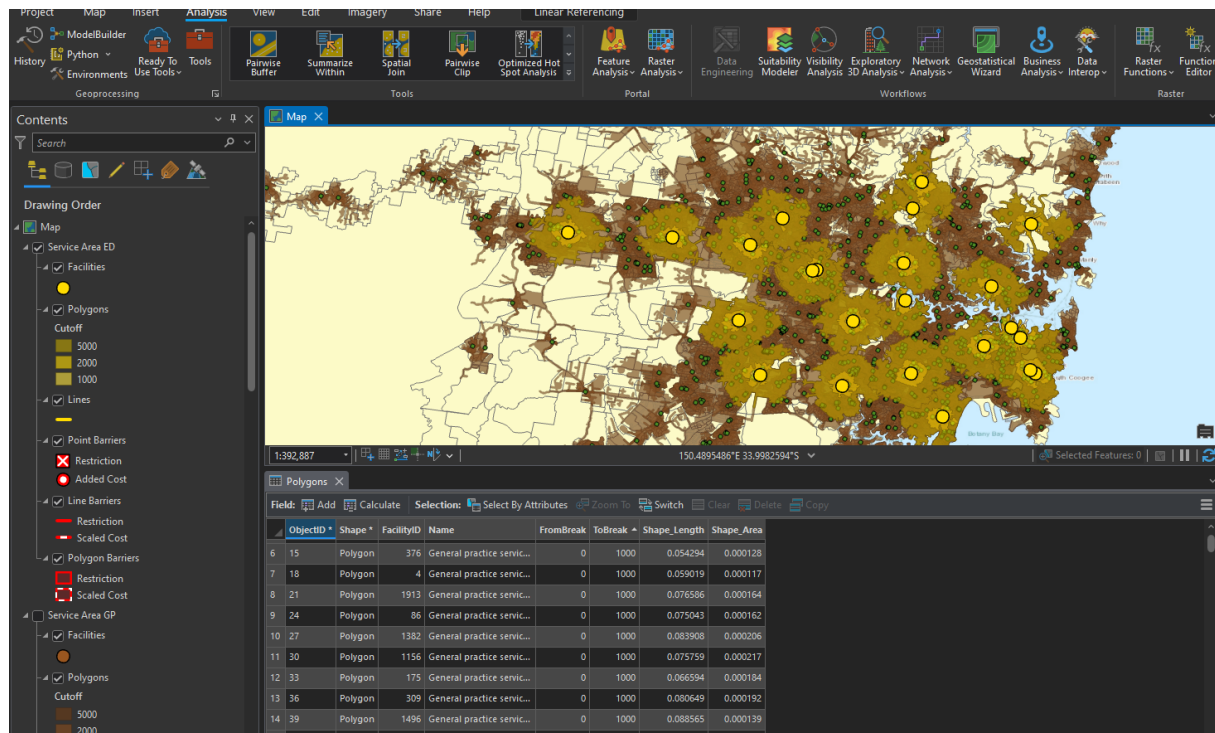 Project Map Insert Analysis View Edit Imagery Share Help Linear Referencing
History
ModelBuilder
Python
Environments
Ready To Use Tools
Tools
Geoprocessing
Pairwise Buffer
Summarize Within
Spatial Join
Pairwise Clip
Optimized Hot Spot Analysis
Tools
Feature Analysis
Raster Analysis
Portal
Data Engineering
Suitability Modeler
Visibility Analysis
Exploratory 3D Analysis
Network Analysis
Geostatistical Wizard
Business Analysis
Data Interop
Workflows
Raster Functions
Function Editor
Raster
Contents
Search
Drawing Order
Map
Service Area ED
Facilities
Polygons
Cutoff
5000
2000
1000
Lines
Point Barriers
Restriction
Added Cost
Line Barriers
Restriction
Scaled Cost
Polygon Barriers
Restriction
Scaled Cost
Service Area GP
Facilities
Polygons
Cutoff
5000
2000
Map
Botany Bay
1:392,887
150.4895486°E 33.9982594°S
Selected Features: 0
Polygons
Field: Add Calculate Selection: Select By Attributes Zoom To Switch Clear Delete Copy
ObjectID * Shape * FacilityID Name FromBreak ToBreak Shape_Length Shape_Area
6 15 Polygon 376 General practice servic... 0 1000 0.054294 0.000128
7 18 Polygon 4 General practice servic... 0 1000 0.059019 0.000117
8 21 Polygon 1913 General practice servic... 0 1000 0.076586 0.000164
9 24 Polygon 86 General practice servic... 0 1000 0.075043 0.000162
10 27 Polygon 1382 General practice servic... 0 1000 0.083908 0.000206
11 30 Polygon 1156 General practice servic... 0 1000 0.075759 0.000217
12 33 Polygon 175 General practice servic... 0 1000 0.066594 0.000184
13 36 Polygon 309 General practice servic... 0 1000 0.080649 0.000192
14 39 Polygon 1496 General practice servic... 0 1000 0.088565 0.000139